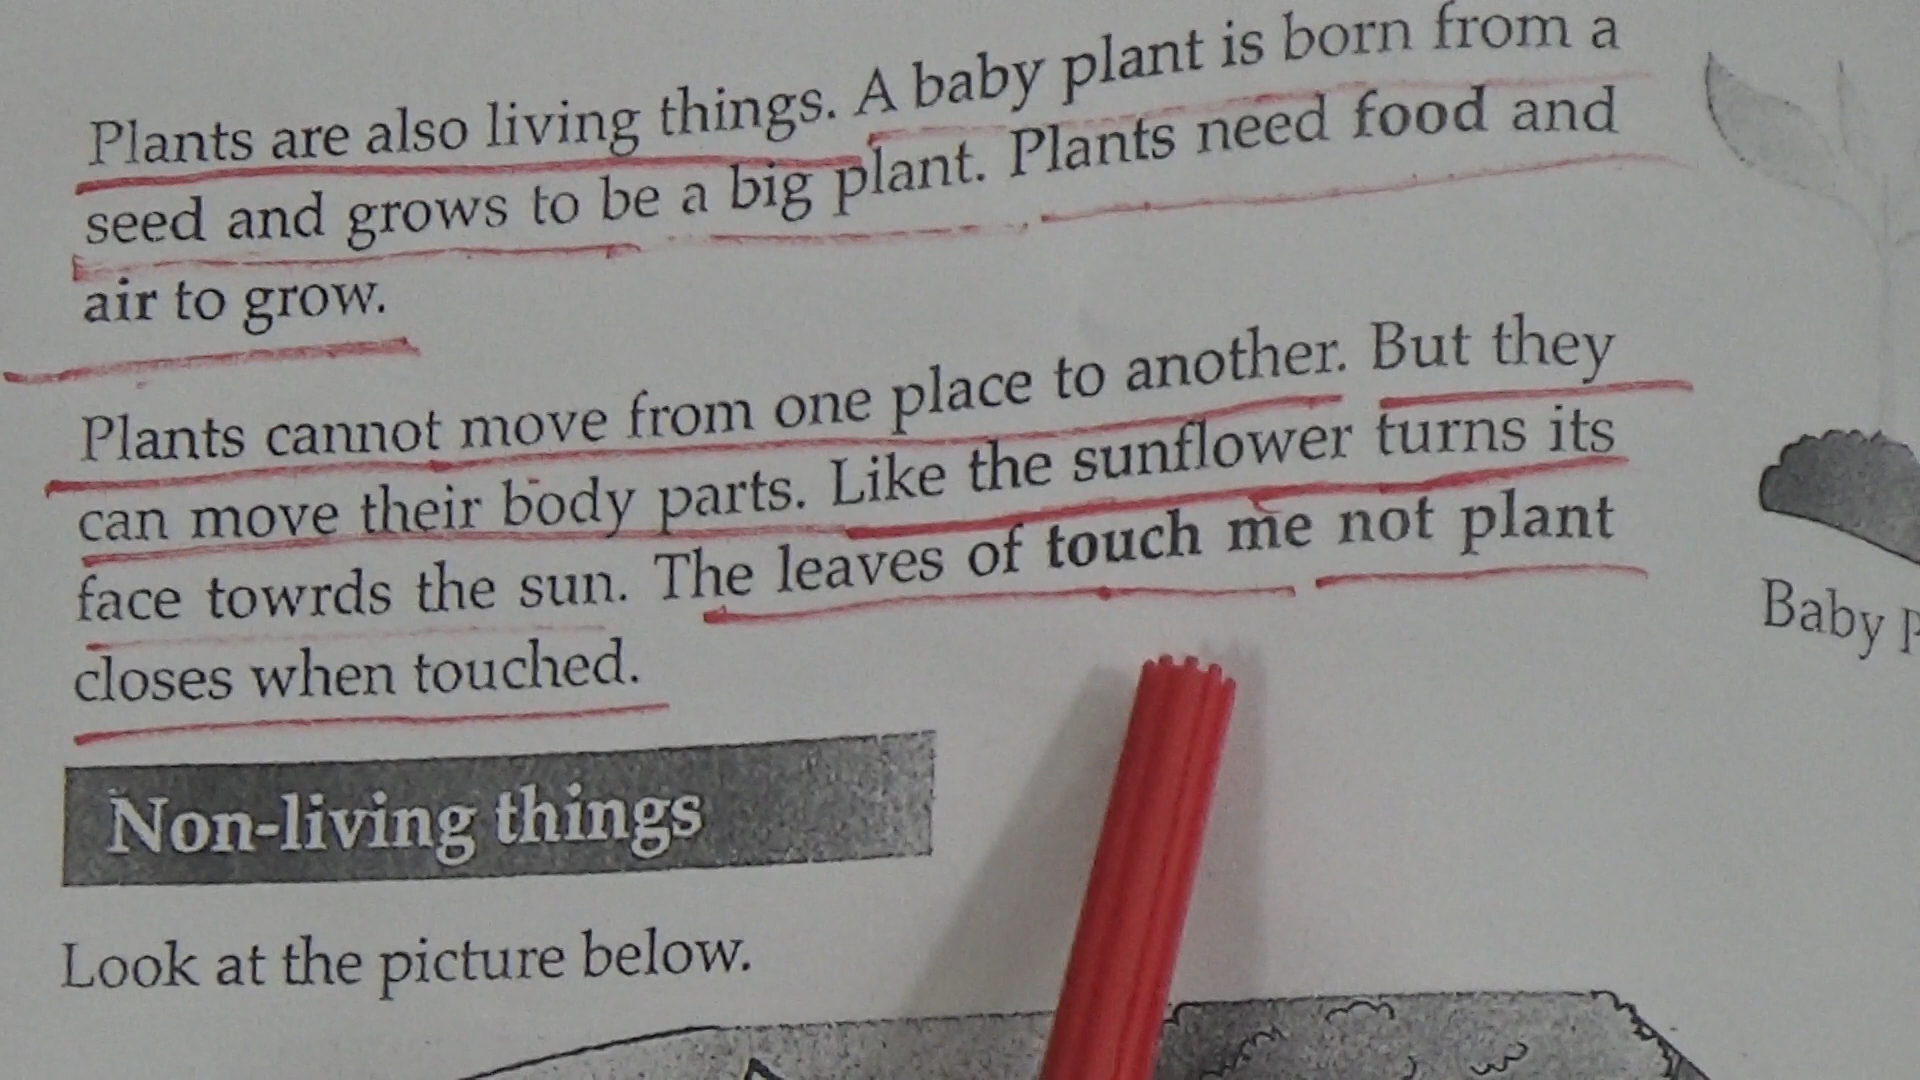 Plants are also living things. A baby plant is born from a
seed and grows to be a big plant. Plants need food and
air to grow.
Plants cannot move from one place to another. But they
can move their body parts. Like the sunflower turns its
face towrds the sun. The leaves of touch me not plant
closes when touched.
Baby
Non-living things
Look at the picture below.